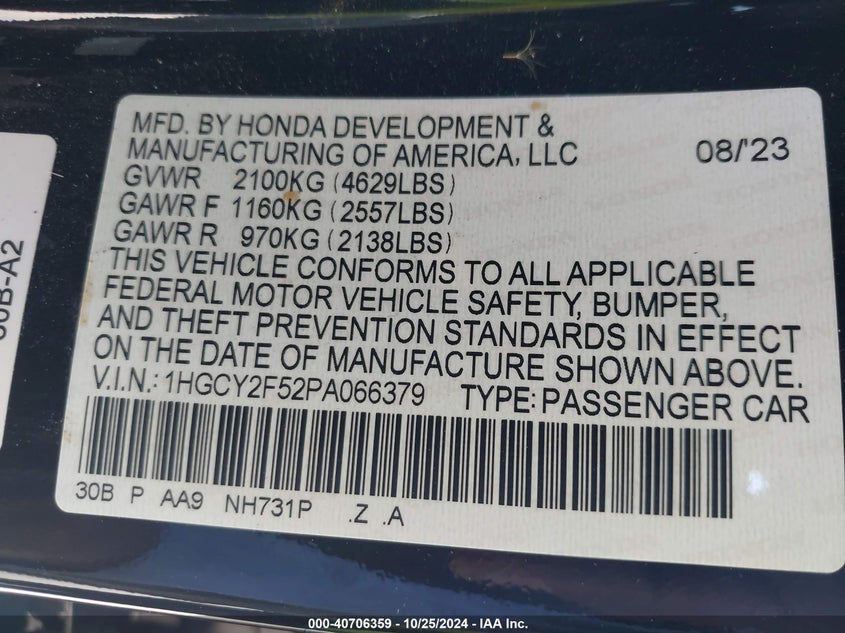 MFD. BY HONDA DEVELOPMENT &
MANUFACTURING OF AMERICA, LLC 08/'23
GVWR 2100KG (4629LBS)
GAWR F 1160KG (2557LBS)
GAWR R 970KG (2138LBS)
THIS VEHICLE CONFORMS TO ALL APPLICABLE
FEDERAL MOTOR VEHICLE SAFETY, BUMPER,
AND THEFT PREVENTION STANDARDS IN EFFECT
ON THE DATE OF MANUFACTURE SHOWN ABOVE.
V.I.N.: 1HGCY2F52PA066379 TYPE: PASSENGER CAR
30B P AA9 NH731P .Z .A
30B-A2
000-40706359 | 10/25/2024 - IAA Inc.